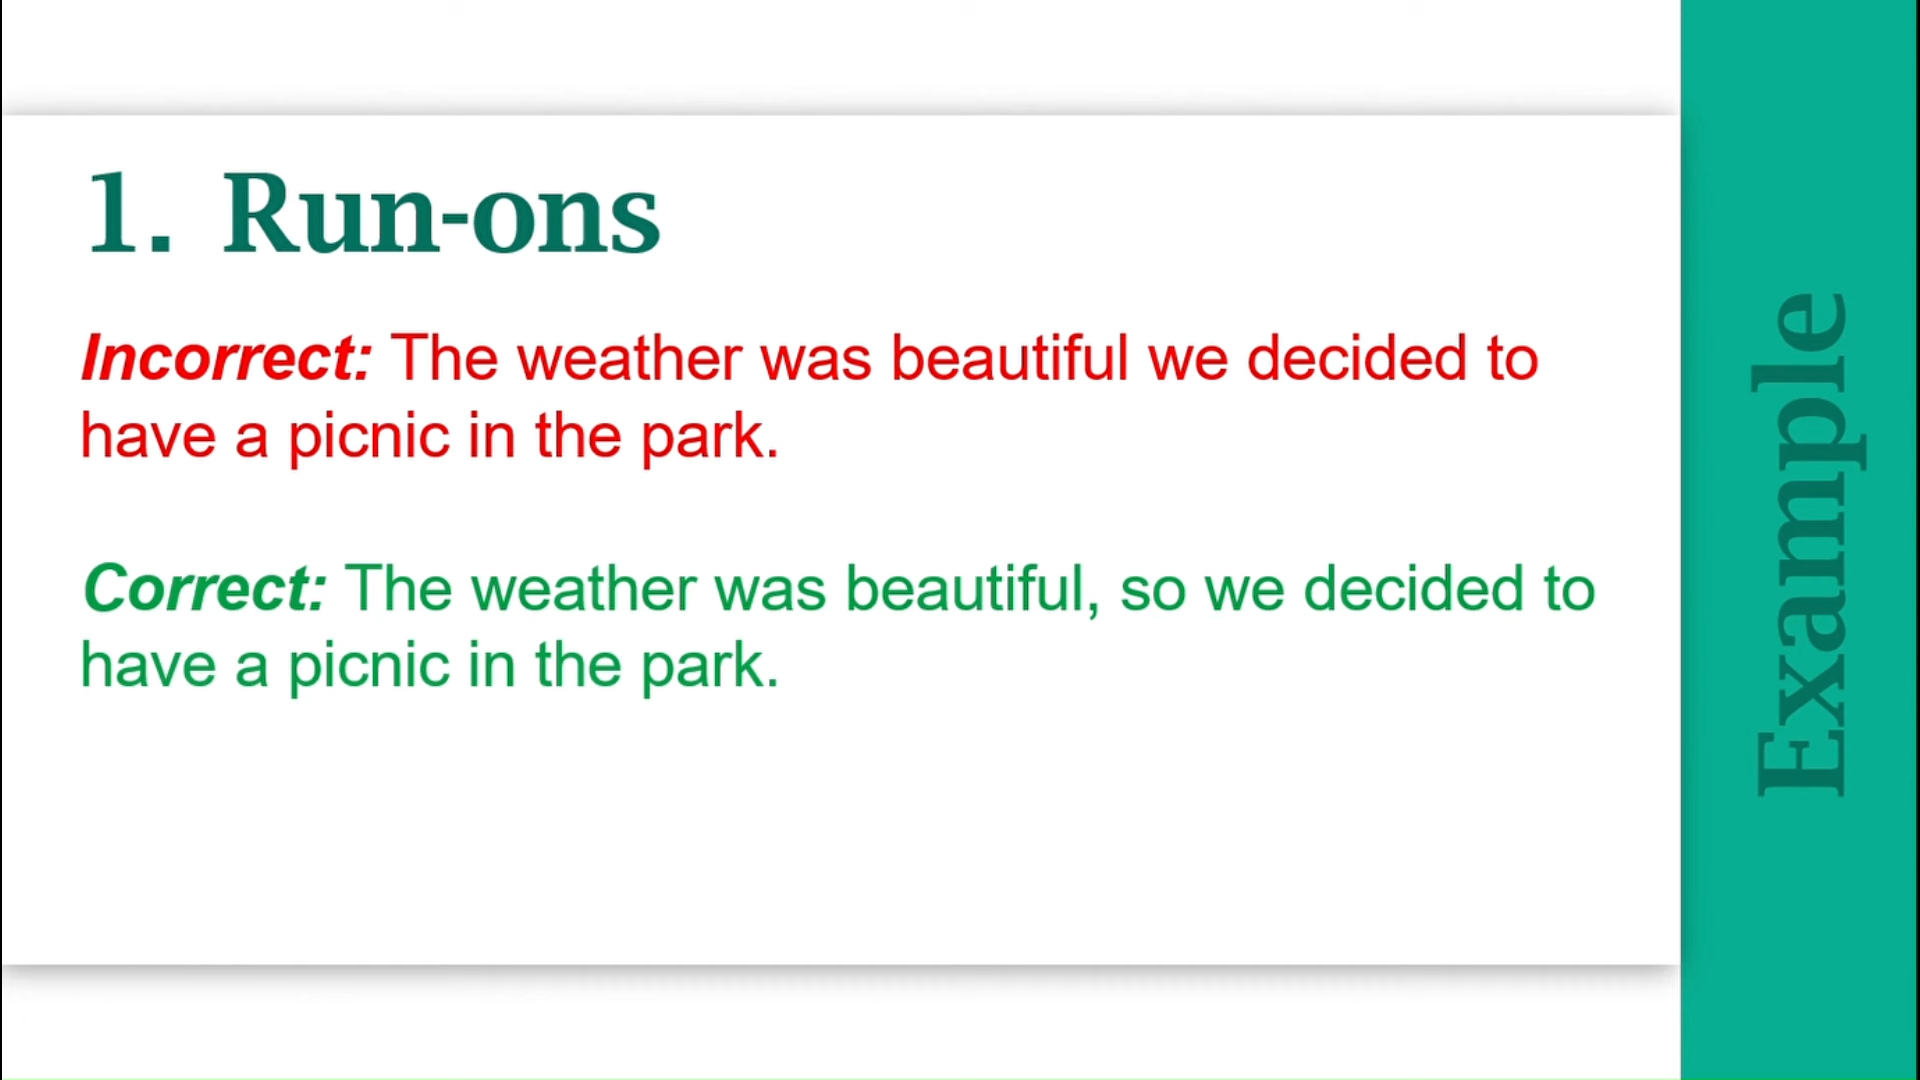 1. Run-ons
Incorrect: The weather was beautiful we decided to
have a picnic in the park.
Correct: The weather was beautiful, so we decided to
have a picnic in the park.
Example